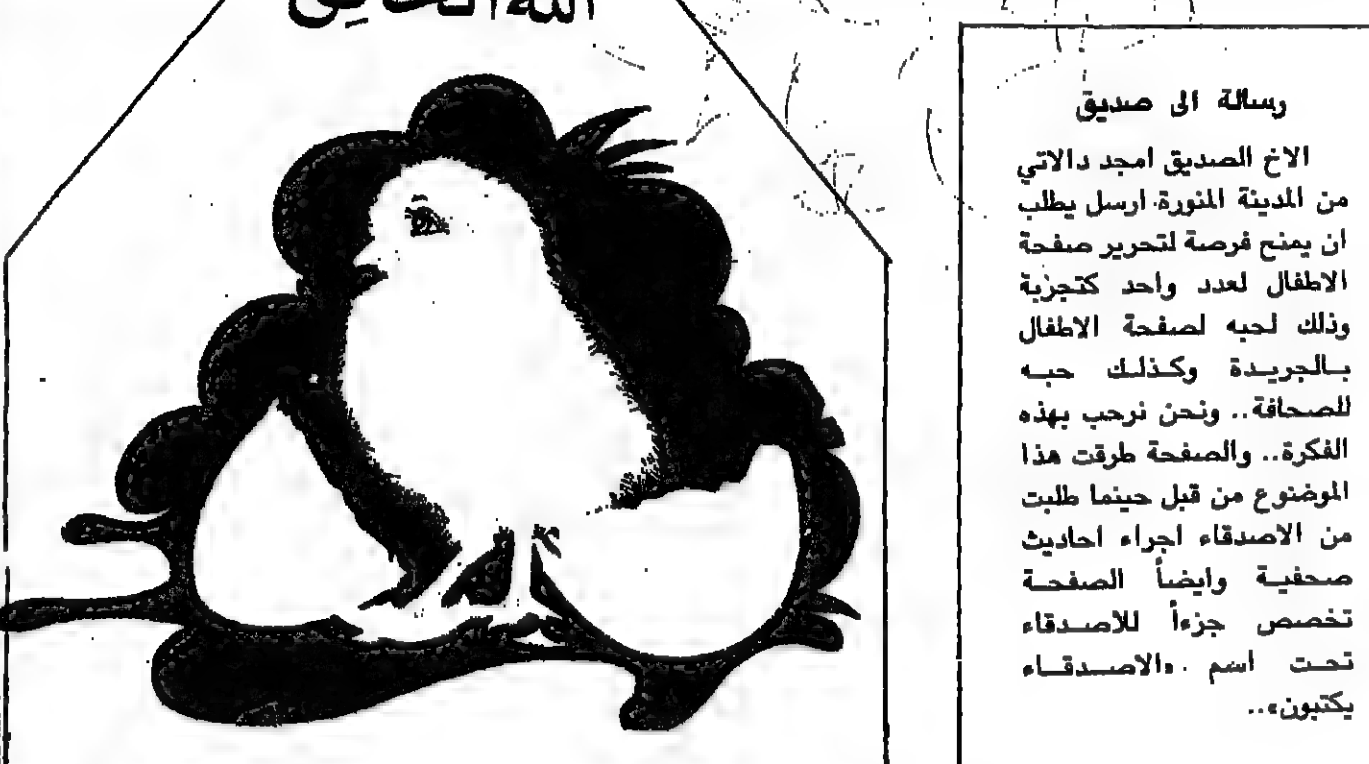 الله الخالق
رسالة الى صديق
الاخ الصديق امجد دالاتي
من المدينة المنورة ارسل يطلب
ان يمنح فرصة لتحرير صفحة
الاطفال لعدد واحد كتجربة
وذلك لحبه لصفحة الاطفال
بالجريدة وكذلك حبه
للصحافة.. ونحن نرحب بهذه
الفكرة.. والصفحة طرقت هذا
الموضوع من قبل حينما طلبت
من الاصدقاء اجراء احاديث
صحفية وايضاً الصفحة
تخصص جزءاً للاصدقاء
تحت اسم «الاصدقاء
يكتبون»..